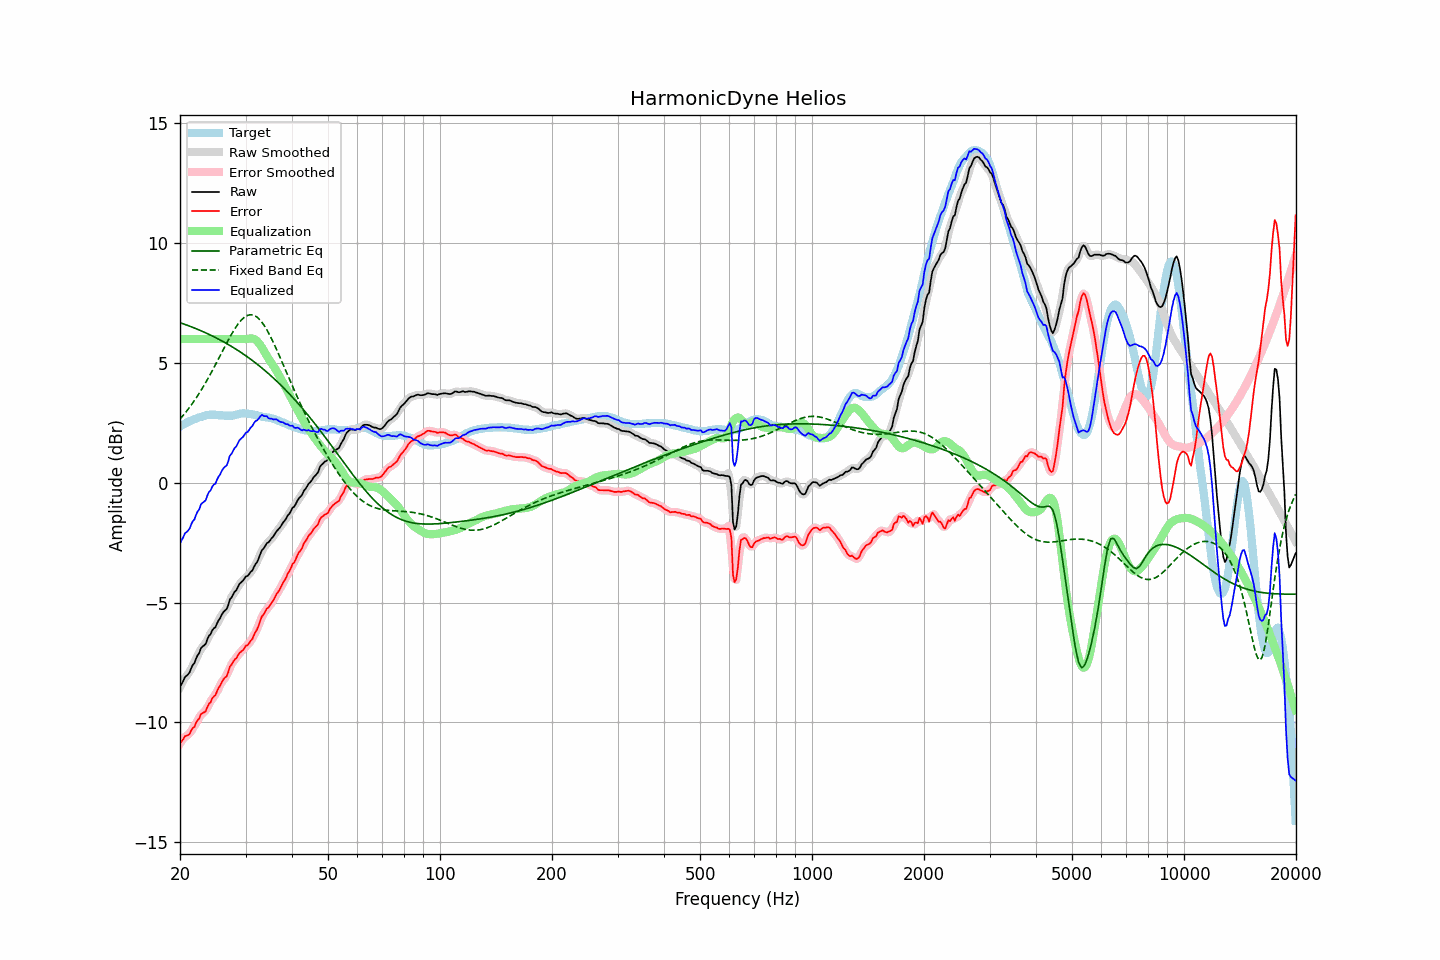 HarmonicDyne Helios
15
10
5
0
−5
−10
−15
Amplitude (dBr)
Target
Raw Smoothed
Error Smoothed
Raw
Error
Equalization
Parametric Eq
Fixed Band Eq
Equalized
20
50
100
200
500
1000
2000
5000
10000
20000
Frequency (Hz)